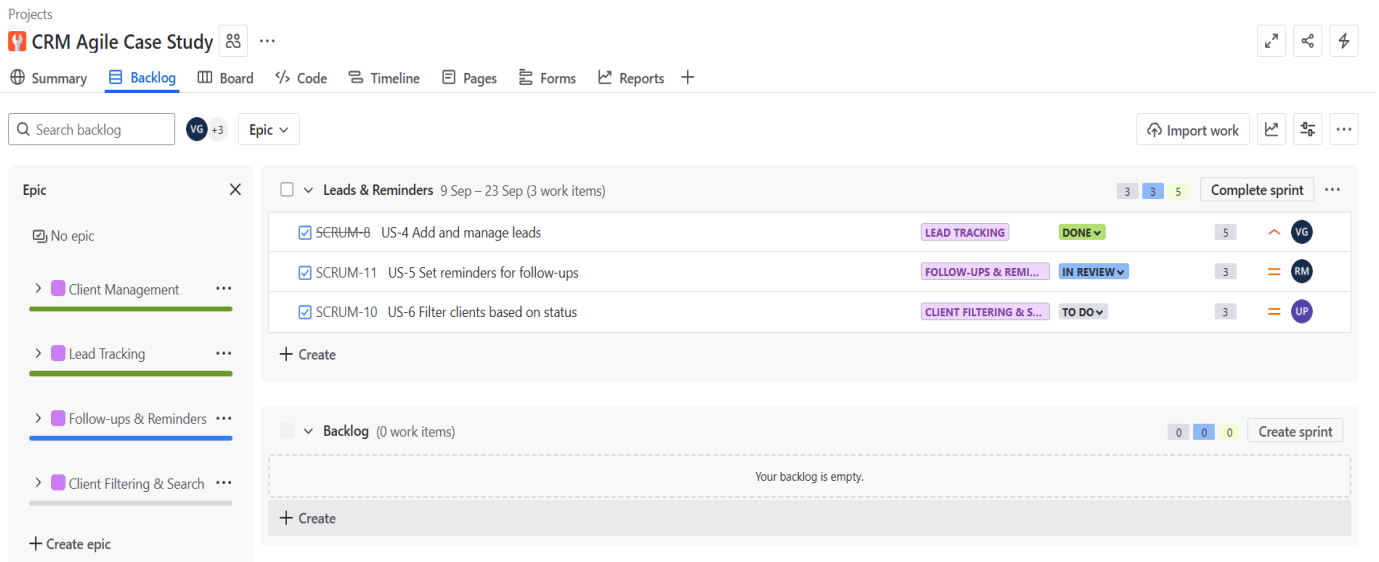 Projects
CRM Agile Case Study
Summary Backlog Board Code Timeline Pages Forms Reports
Search backlog VG +3 Epic Import work
Epic
No epic
Client Management
Lead Tracking
Follow-ups & Reminders
Client Filtering & Search
Create epic
Leads & Reminders 9 Sep – 23 Sep (3 work items) 3 3 5 Complete sprint
SCRUM-8 US-4 Add and manage leads LEAD TRACKING DONE 5 VG
SCRUM-11 US-5 Set reminders for follow-ups FOLLOW-UPS & REMI... IN REVIEW 3 RM
SCRUM-10 US-6 Filter clients based on status CLIENT FILTERING & S... TO DO 3 UP
Create
Backlog (0 work items) 0 0 0 Create sprint
Your backlog is empty.
Create